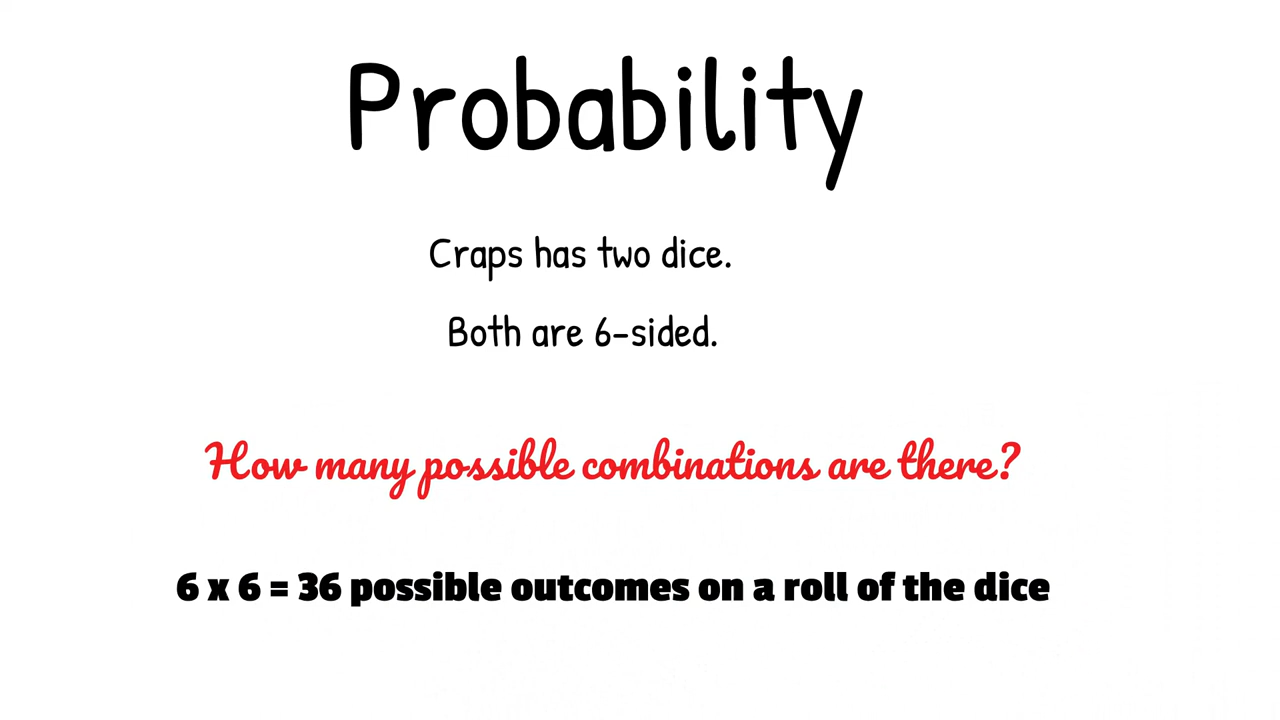 Probability
Craps has two dice.
Both are 6-sided.
How many possible combinations are there?
6 x 6 = 36 possible outcomes on a roll of the dice